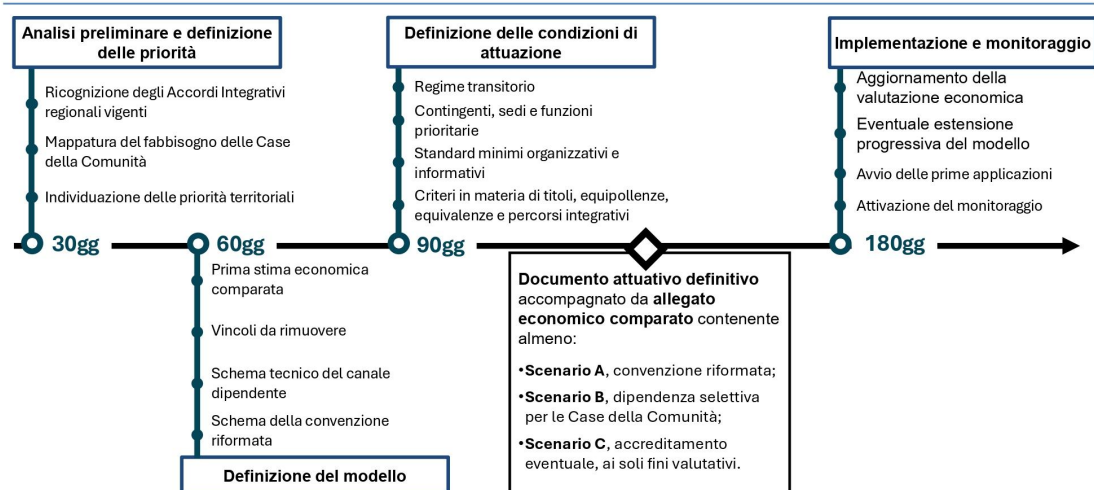 Analisi preliminare e definizione
delle priorità
Ricognizione degli Accordi Integrativi
regionali vigenti
Mappatura del fabbisogno delle Case
della Comunità
Individuazione delle priorità territoriali
30gg
60gg
Prima stima economica
comparata
Vincoli da rimuovere
Schema tecnico del canale
dipendente
Schema della convenzione
riformata
Definizione del modello
Definizione delle condizioni di
attuazione
Regime transitorio
Contingenti, sedi e funzioni
prioritarie
Standard minimi organizzativi e
informativi
Criteri in materia di titoli, equipollenze,
equivalenze e percorsi integrativi
90gg
Documento attuativo definitivo
accompagnato da allegato
economico comparato contenente
almeno:
•Scenario A, convenzione riformata;
•Scenario B, dipendenza selettiva
per le Case della Comunità;
•Scenario C, accreditamento
eventuale, ai soli fini valutativi.
Implementazione e monitoraggio
Aggiornamento della
valutazione economica
Eventuale estensione
progressiva del modello
Avvio delle prime applicazioni
Attivazione del monitoraggio
180gg